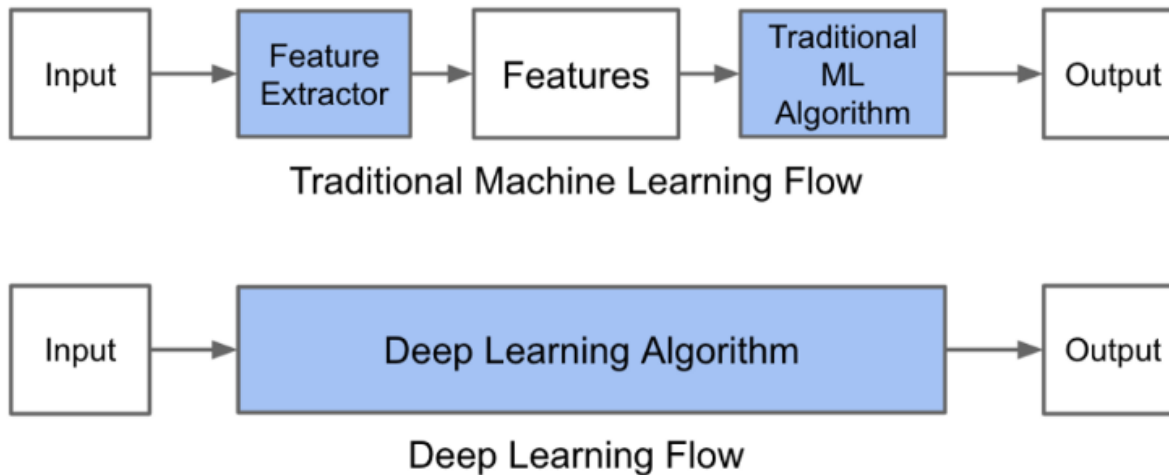 Input
Feature
Extractor
Features
Traditional
ML
Algorithm
Output
Traditional Machine Learning Flow
Input
Deep Learning Algorithm
Output
Deep Learning Flow